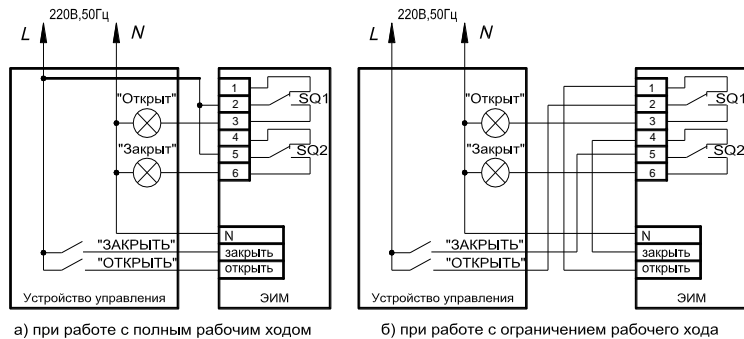 220В,50Гц
L
N
"Открыт"
"Закрыт"
1
2
3
4
5
6
SQ1
SQ2
N
закрыть
открыть
"ЗАКРЫТЬ"
"ОТКРЫТЬ"
Устройство управления
ЭИМ
а) при работе с полным рабочим ходом
220В,50Гц
L
N
"Открыт"
"Закрыт"
1
2
3
4
5
6
SQ1
SQ2
N
закрыть
открыть
"ЗАКРЫТЬ"
"ОТКРЫТЬ"
Устройство управления
ЭИМ
б) при работе с ограничением рабочего хода